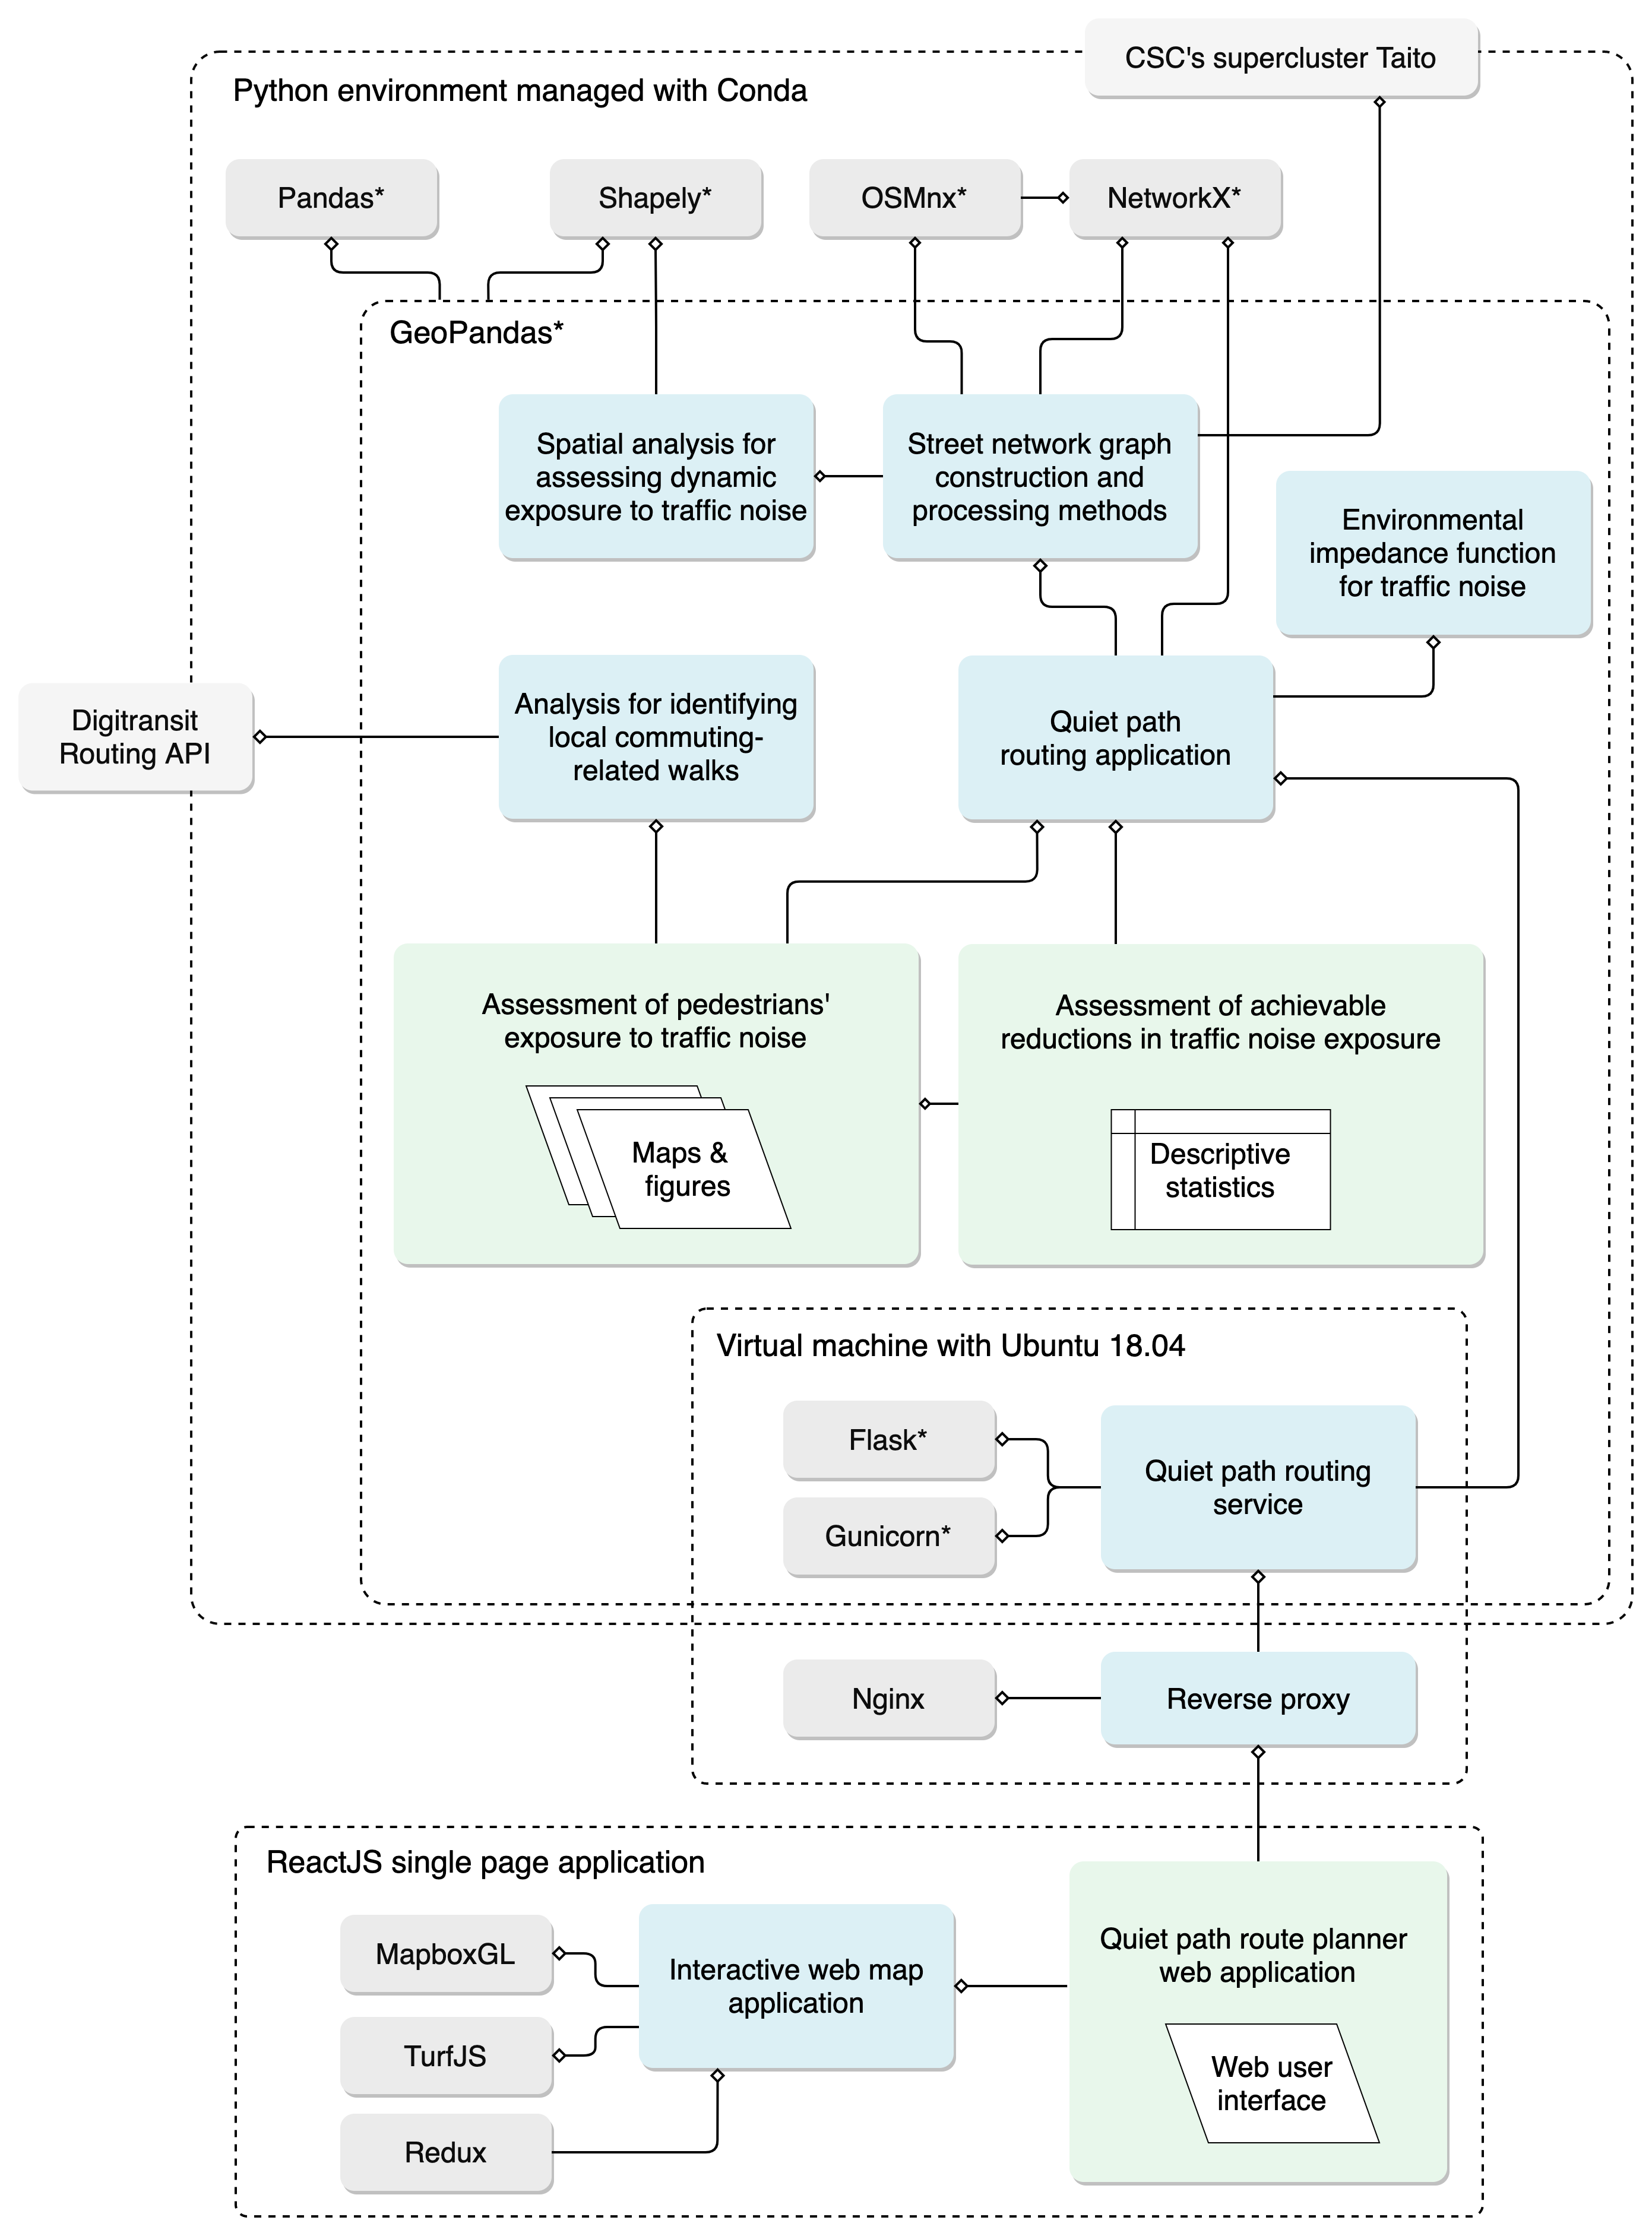 CSC's supercluster Taito
Python environment managed with Conda
Pandas*
Shapely*
OSMnx*
NetworkX*
GeoPandas*
Spatial analysis for
assessing dynamic
exposure to traffic noise
Street network graph
construction and
processing methods
Environmental
impedance function
for traffic noise
Digitransit
Routing API
Analysis for identifying
local commuting-
related walks
Quiet path
routing application
Assessment of pedestrians'
exposure to traffic noise
Maps &
figures
Assessment of achievable
reductions in traffic noise exposure
Descriptive
statistics
Virtual machine with Ubuntu 18.04
Flask*
Gunicorn*
Quiet path routing
service
Nginx
Reverse proxy
ReactJS single page application
MapboxGL
TurfJS
Redux
Interactive web map
application
Quiet path route planner
web application
Web user
interface